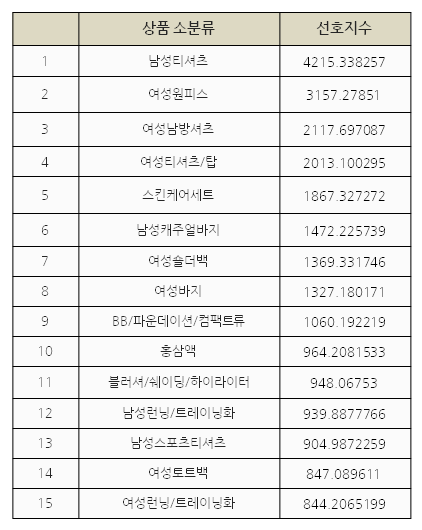 상품 소분류 선호지수
1 남성티셔츠 4215.338257
2 여성원피스 3157.27851
3 여성남방셔츠 2117.697087
4 여성티셔츠/탑 2013.100295
5 스킨케어세트 1867.327272
6 남성캐주얼바지 1472.225739
7 여성숄더백 1369.331746
8 여성바지 1327.180171
9 BB/파운데이션/컴팩트류 1060.192219
10 홍삼액 964.2081533
11 블러셔/쉐이딩/하이라이터 948.06753
12 남성런닝/트레이닝화 939.8877766
13 남성스포츠티셔츠 904.9872259
14 여성토트백 847.089611
15 여성런닝/트레이닝화 844.2065199